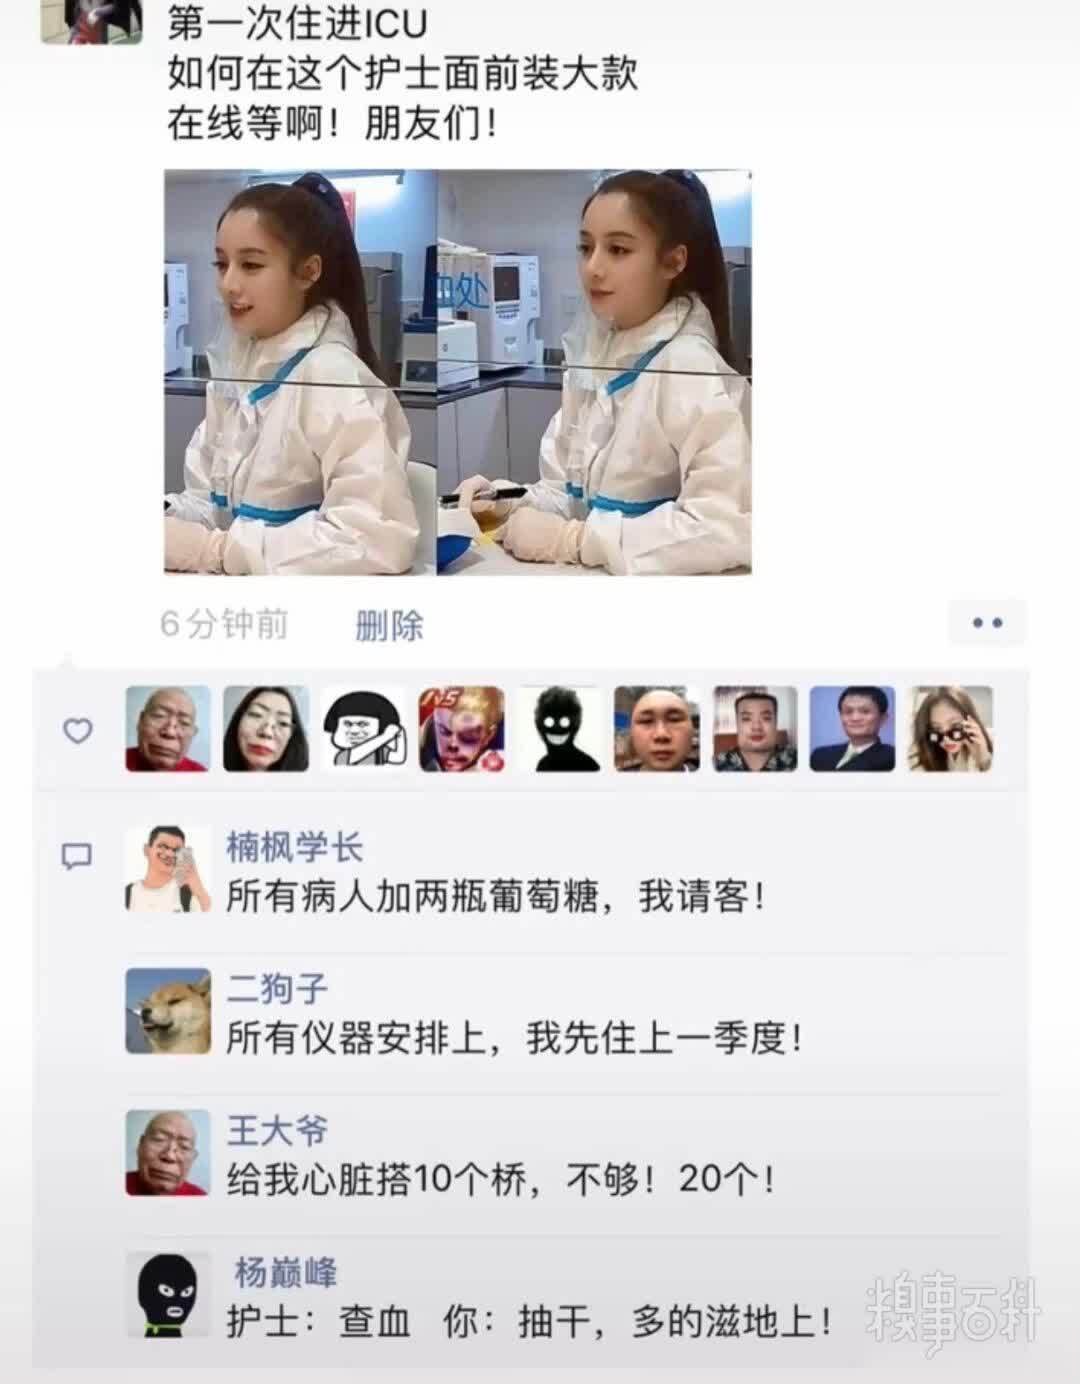 第一次住进ICU
如何在这个护士面前装大款
在线等啊！朋友们！
血处
6分钟前 删除
1V5
楠枫学长
所有病人加两瓶葡萄糖，我请客！
二狗子
所有仪器安排上，我先住上一季度！
王大爷
给我心脏搭10个桥，不够！20个！
杨巅峰
护士：查血 你：抽干，多的滋地上！
糗事百科